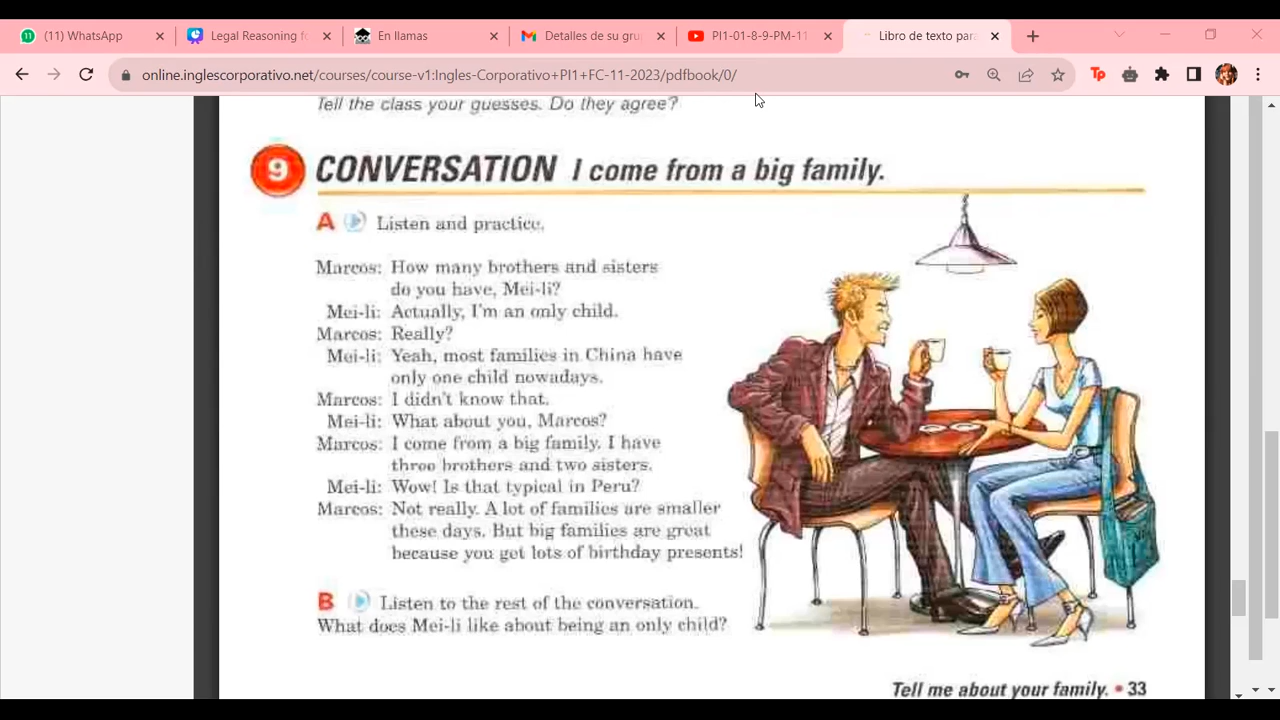 11
(11) WhatsApp
Legal Reasoning fo
En llamas
Detalles de su gru
PI1-01-8-9-PM-11
Libro de texto para
online.inglescorporativo.net/courses/course-v1:Ingles-Corporativo+PI1+FC-11-2023/pdfbook/0/
Tp
Tell the class your guesses. Do they agree?
9 CONVERSATION I come from a big family.
A Listen and practice.
Marcos: How many brothers and sisters
do you have, Mei-li?
Mei-li: Actually, I'm an only child.
Marcos: Really?
Mei-li: Yeah, most families in China have
only one child nowadays.
Marcos: I didn't know that.
Mei-li: What about you, Marcos?
Marcos: I come from a big family. I have
three brothers and two sisters.
Mei-li: Wow! Is that typical in Peru?
Marcos: Not really. A lot of families are smaller
these days. But big families are great
because you get lots of birthday presents!
B Listen to the rest of the conversation.
What does Mei-li like about being an only child?
Tell me about your family. • 33